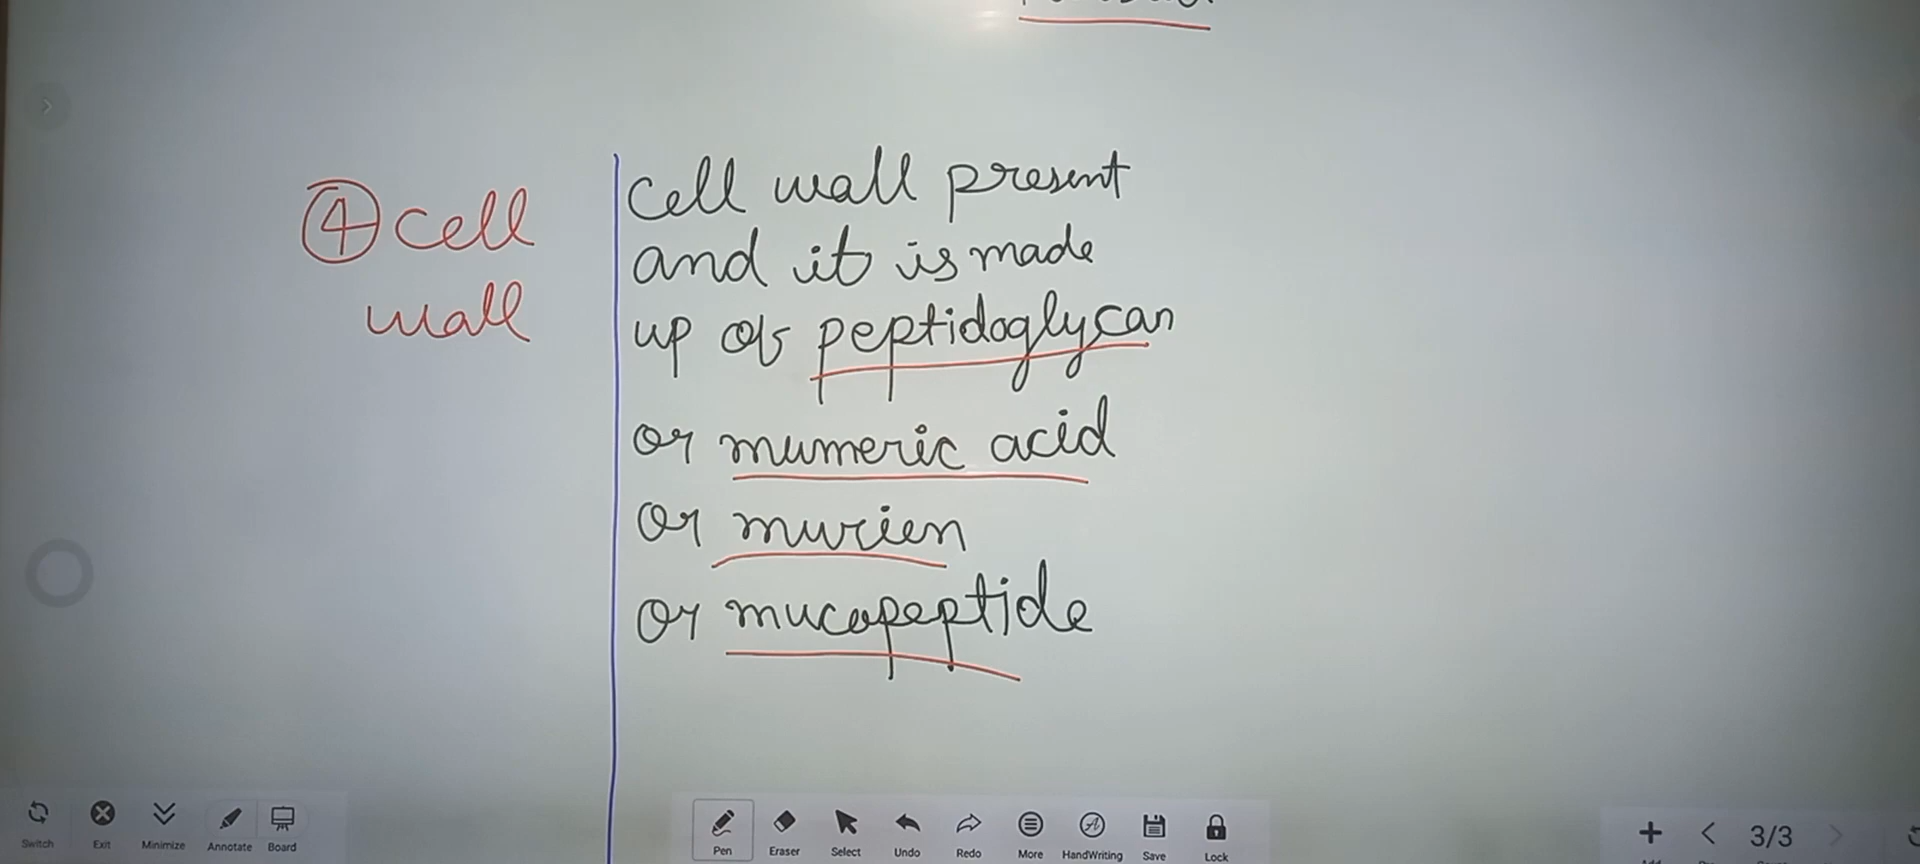 ④ cell
wall
cell wall present
and it is made
up of peptidoglycan
or mumeric acid
or murien
or mucopeptide
Switch
Exit
Minimize
Annotate
Board
Pen
Eraser
Select
Undo
Redo
More
HandWriting
Save
Lock
3/3